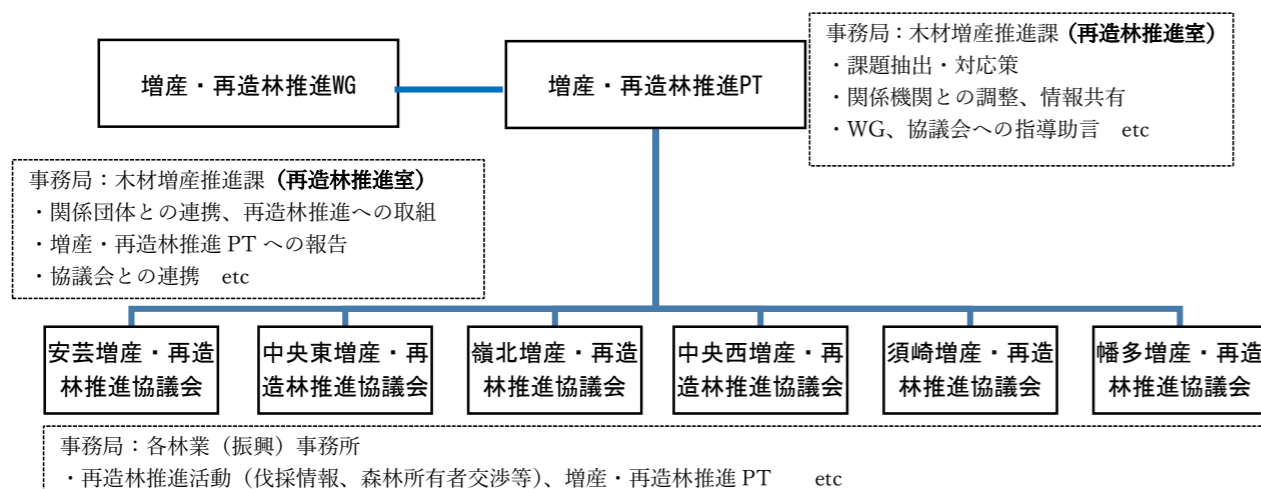 増産・再造林推進WG
増産・再造林推進PT
事務局:木材増産推進課(再造林推進室)
・課題抽出・対応策
・関係機関との調整、情報共有
・WG、協議会への指導助言 etc
事務局:木材増産推進課(再造林推進室)
・関係団体との連携、再造林推進への取組
・増産・再造林推進 PT への報告
・協議会との連携 etc
安芸増産・再造
林推進協議会
中央東増産・再
造林推進協議会
嶺北増産・再造
林推進協議会
中央西増産・再
造林推進協議会
須崎増産・再造
林推進協議会
幡多増産・再造
林推進協議会
事務局:各林業(振興)事務所
・再造林推進活動(伐採情報、森林所有者交渉等)、増産・再造林推進 PT etc